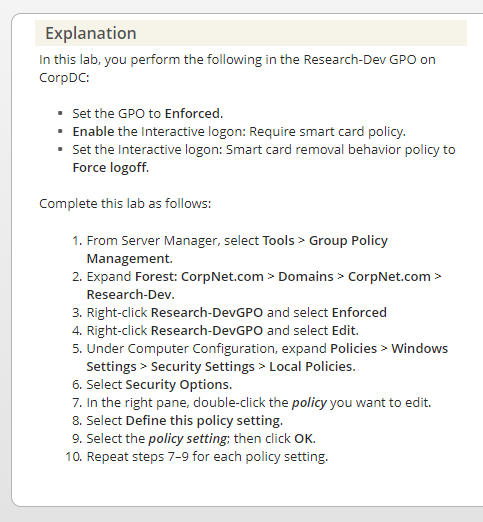 Explanation
In this lab, you perform the following in the Research-Dev GPO on
CorpDC:
• Set the GPO to Enforced.
• Enable the Interactive logon: Require smart card policy.
• Set the Interactive logon: Smart card removal behavior policy to
Force logoff.
Complete this lab as follows:
1. From Server Manager, select Tools > Group Policy
Management.
2. Expand Forest: CorpNet.com > Domains > CorpNet.com >
Research-Dev.
3. Right-click Research-DevGPO and select Enforced
4. Right-click Research-DevGPO and select Edit.
5. Under Computer Configuration, expand Policies > Windows
Settings > Security Settings > Local Policies.
6. Select Security Options.
7. In the right pane, double-click the policy you want to edit.
8. Select Define this policy setting.
9. Select the policy setting; then click OK.
10. Repeat steps 7–9 for each policy setting.